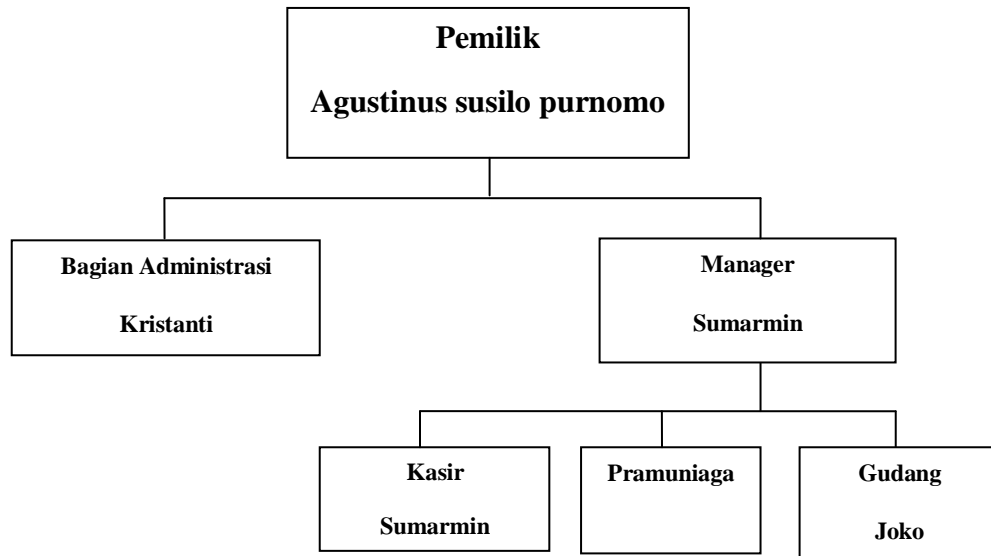 Pemilik
Agustinus susilo purnomo
Bagian Administrasi
Kristanti
Manager
Sumarmin
Kasir
Sumarmin
Pramuniaga
Gudang
Joko